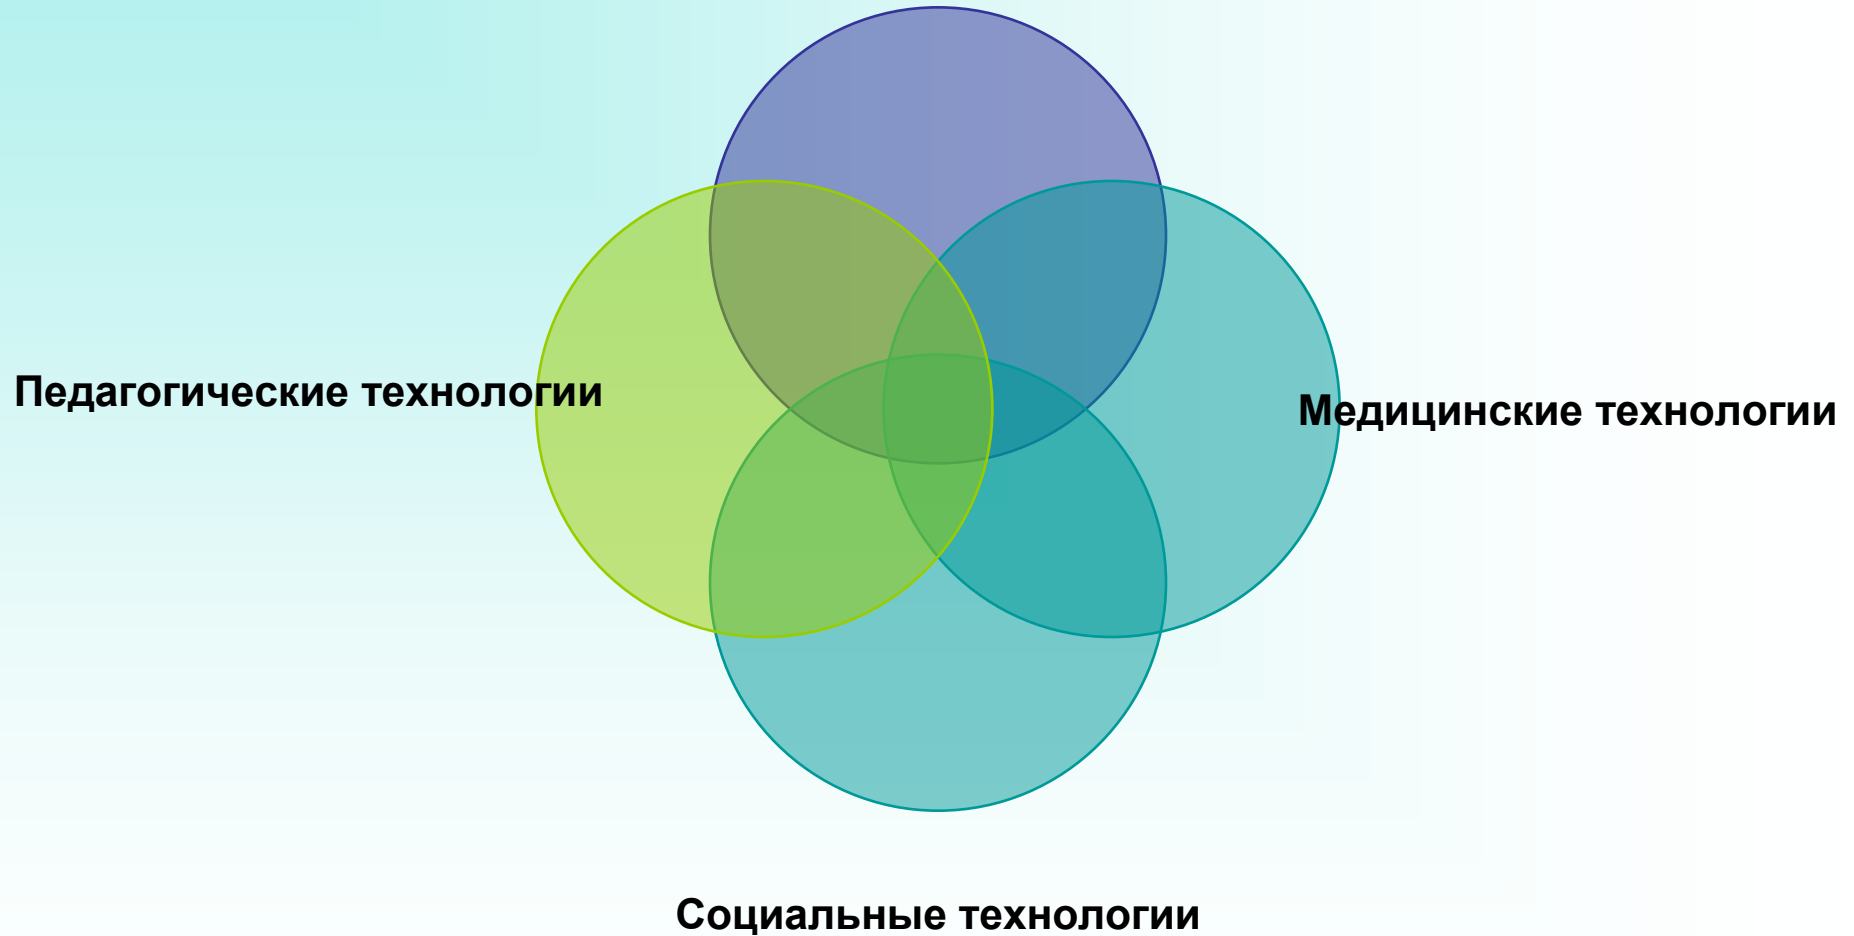 Педагогические технологии
Медицинские технологии
Социальные технологии